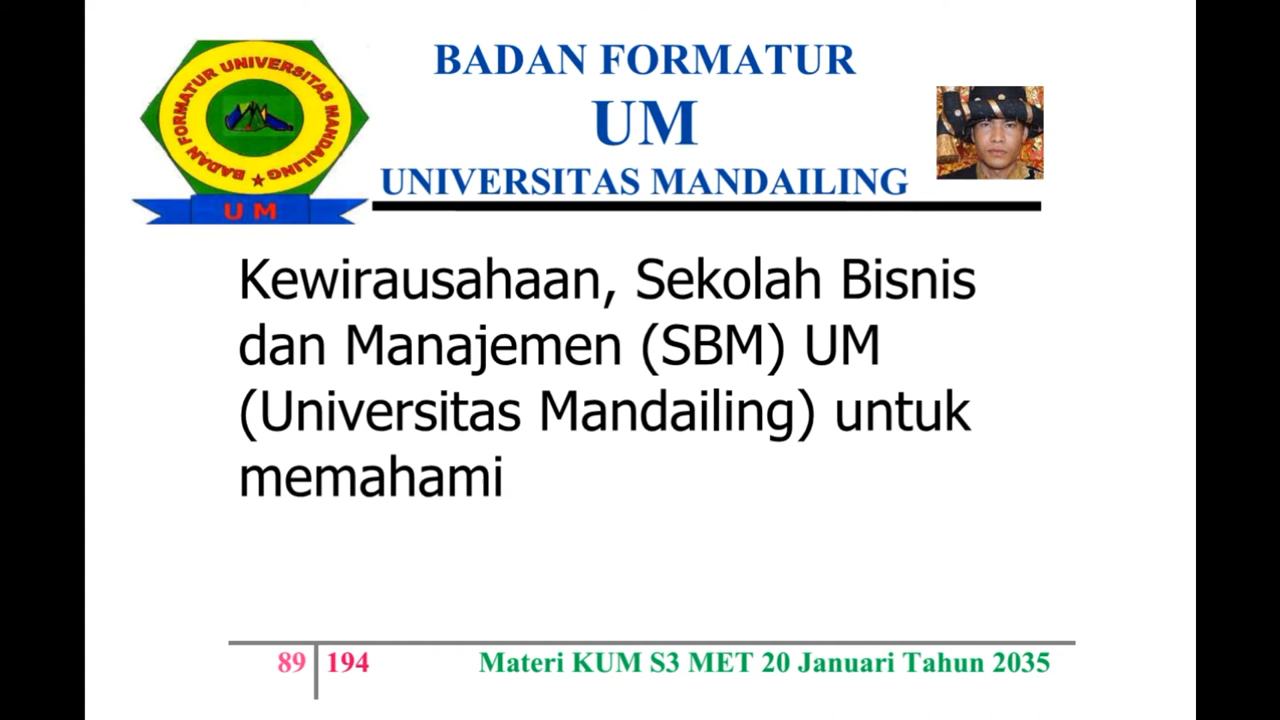 BADAN FORMATUR UNIVERSITAS MANDAILING
U M
BADAN FORMATUR
UM
UNIVERSITAS MANDAILING
Kewirausahaan, Sekolah Bisnis
dan Manajemen (SBM) UM
(Universitas Mandailing) untuk
memahami
89 194 Materi KUM S3 MET 20 Januari Tahun 2035